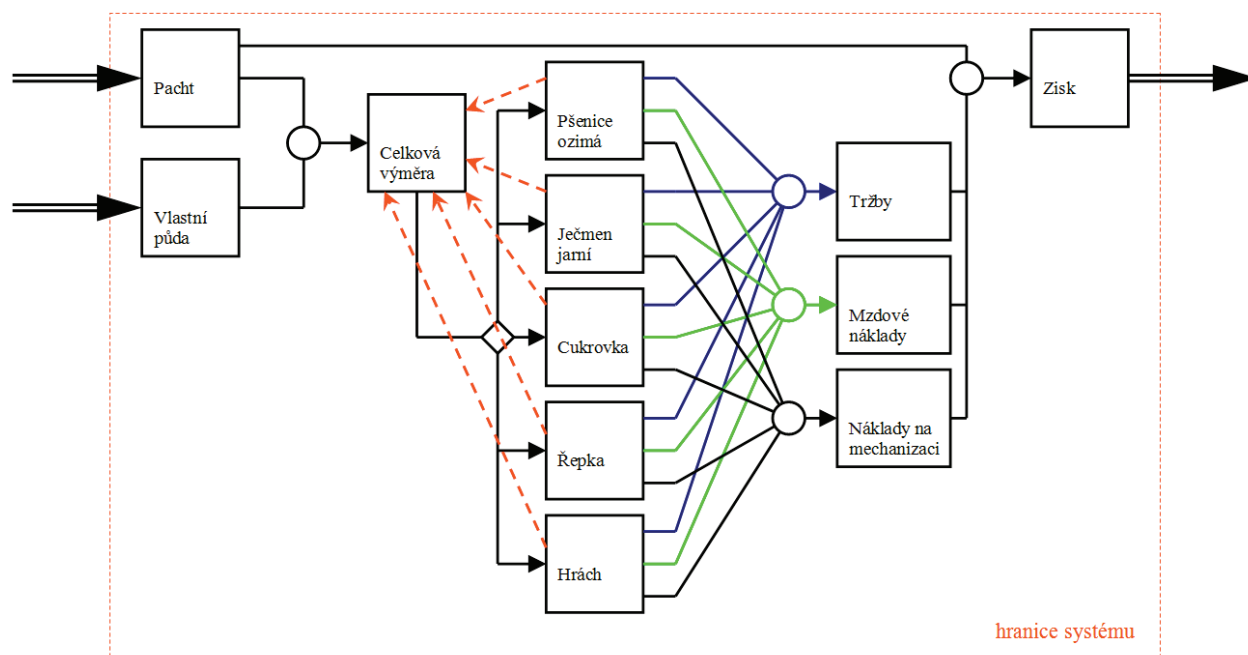 Pacht
Zisk
Pšenice
ozimá
Celková
výměra
Vlastní
půda
Tržby
Ječmen
jarní
Mzdové
náklady
Cukrovka
Náklady na
mechanizaci
Řepka
Hrách
hranice systému